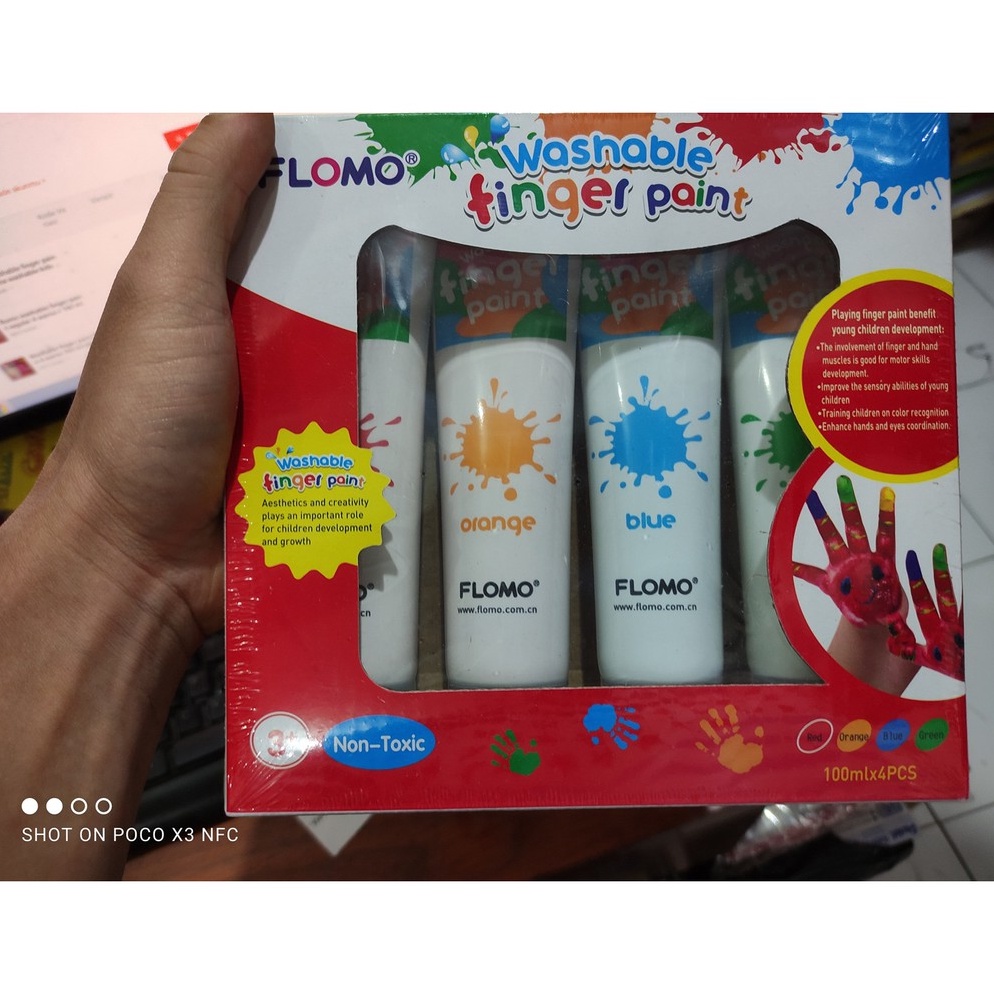 FLOMO®
Washable
finger paint
finger
paint
finger
paint
Playing finger paint benefit
young children development:
•The involvement of finger and hand
muscles is good for motor skills
development.
•Improve the sensory abilities of young
children
•Training children on color recognition
•Enhance hands and eyes coordination.
Washable
finger paint
Aesthetics and creativity
plays an important role
for children development
and growth
orange
FLOMO®
www.flomo.com.cn
blue
FLOMO®
www.flomo.com.cn
3+
Non-Toxic
Red
Orange
Blue
Green
100mlx4PCS
SHOT ON POCO X3 NFC